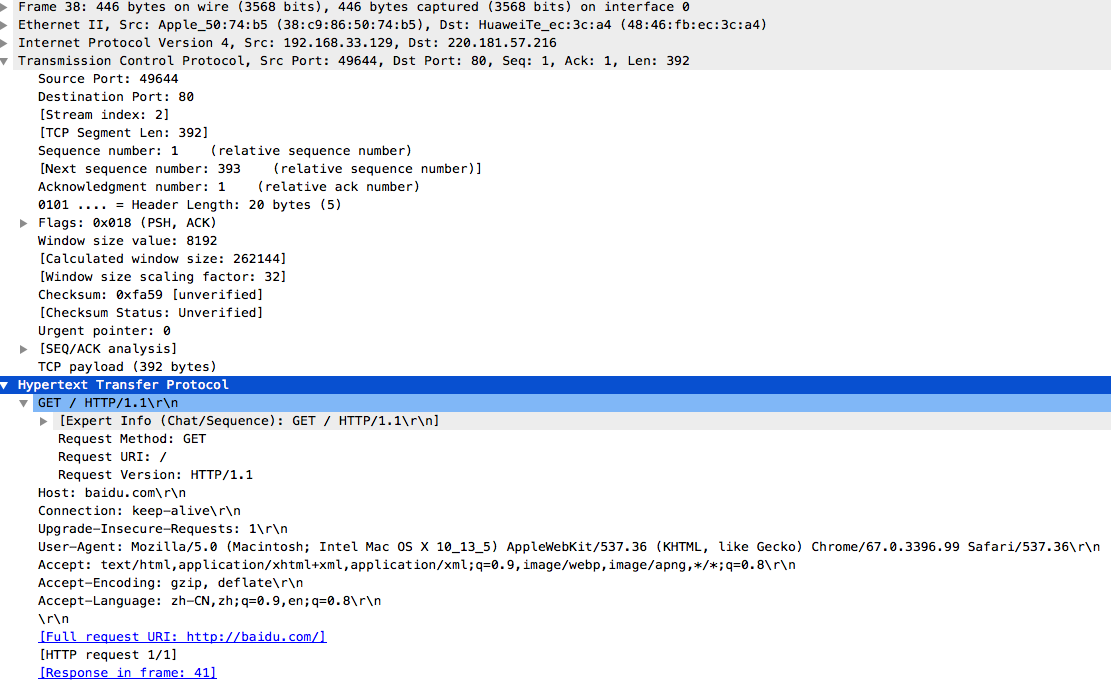 Frame 38: 446 bytes on wire (3568 bits), 446 bytes captured (3568 bits) on interface 0
Ethernet II, Src: Apple_50:74:b5 (38:c9:86:50:74:b5), Dst: HuaweiTe_ec:3c:a4 (48:46:fb:ec:3c:a4)
Internet Protocol Version 4, Src: 192.168.33.129, Dst: 220.181.57.216
Transmission Control Protocol, Src Port: 49644, Dst Port: 80, Seq: 1, Ack: 1, Len: 392
Source Port: 49644
Destination Port: 80
[Stream index: 2]
[TCP Segment Len: 392]
Sequence number: 1    (relative sequence number)
[Next sequence number: 393    (relative sequence number)]
Acknowledgment number: 1    (relative ack number)
0101 .... = Header Length: 20 bytes (5)
Flags: 0x018 (PSH, ACK)
Window size value: 8192
[Calculated window size: 262144]
[Window size scaling factor: 32]
Checksum: 0xfa59 [unverified]
[Checksum Status: Unverified]
Urgent pointer: 0
[SEQ/ACK analysis]
TCP payload (392 bytes)
Hypertext Transfer Protocol
GET / HTTP/1.1\r\n
[Expert Info (Chat/Sequence): GET / HTTP/1.1\r\n]
Request Method: GET
Request URI: /
Request Version: HTTP/1.1
Host: baidu.com\r\n
Connection: keep-alive\r\n
Upgrade-Insecure-Requests: 1\r\n
User-Agent: Mozilla/5.0 (Macintosh; Intel Mac OS X 10_13_5) AppleWebKit/537.36 (KHTML, like Gecko) Chrome/67.0.3396.99 Safari/537.36\r\n
Accept: text/html,application/xhtml+xml,application/xml;q=0.9,image/webp,image/apng,*/*;q=0.8\r\n
Accept-Encoding: gzip, deflate\r\n
Accept-Language: zh-CN,zh;q=0.9,en;q=0.8\r\n
\r\n
[Full request URI: http://baidu.com/]
[HTTP request 1/1]
[Response in frame: 41]